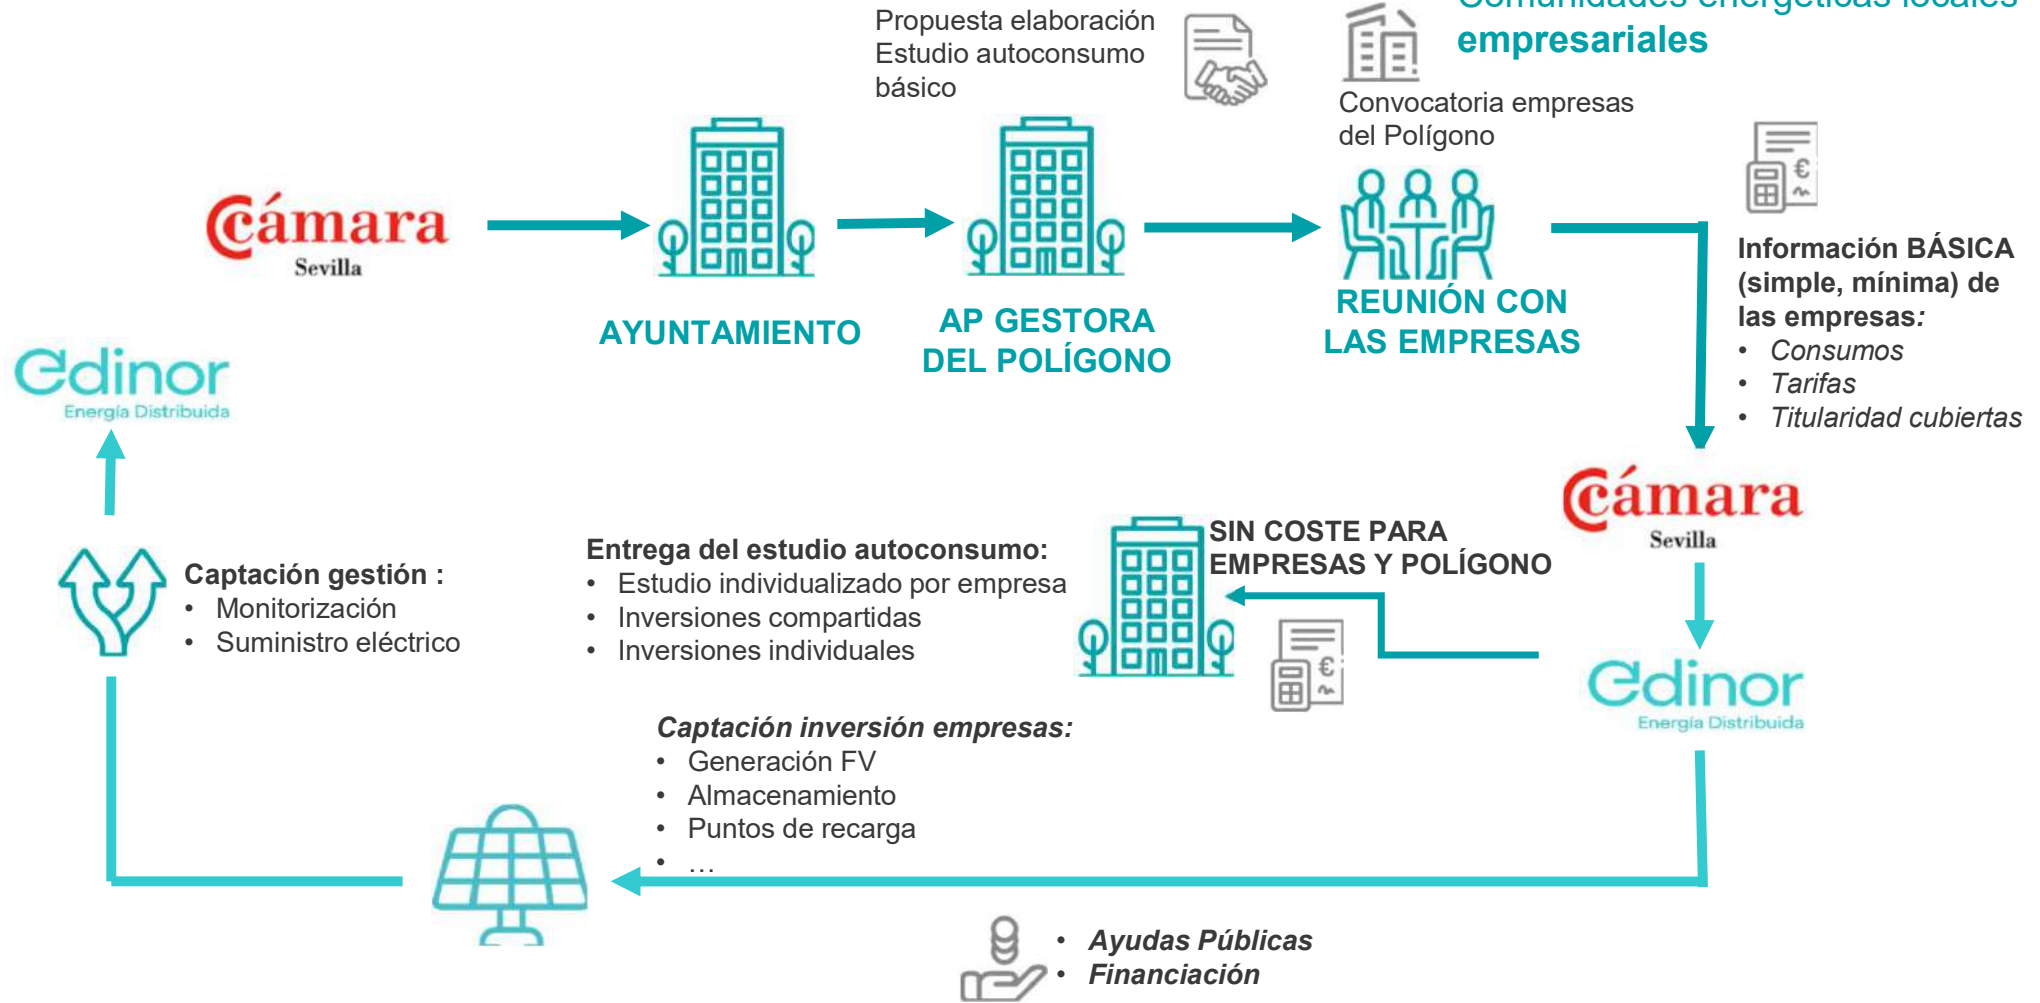 Comunidades energéticas locales
empresariales
Propuesta elaboración
Estudio autoconsumo
básico
Convocatoria empresas
del Polígono
cámara
Sevilla
AYUNTAMIENTO
AP GESTORA
DEL POLÍGONO
REUNIÓN CON
LAS EMPRESAS
Información BÁSICA
(simple, mínima) de
las empresas:
• Consumos
• Tarifas
• Titularidad cubiertas
edinor
Energía Distribuida
cámara
Sevilla
SIN COSTE PARA
EMPRESAS Y POLÍGONO
Entrega del estudio autoconsumo:
• Estudio individualizado por empresa
• Inversiones compartidas
• Inversiones individuales
Captación gestión :
• Monitorización
• Suministro eléctrico
edinor
Energía Distribuida
Captación inversión empresas:
• Generación FV
• Almacenamiento
• Puntos de recarga
• …
• Ayudas Públicas
• Financiación